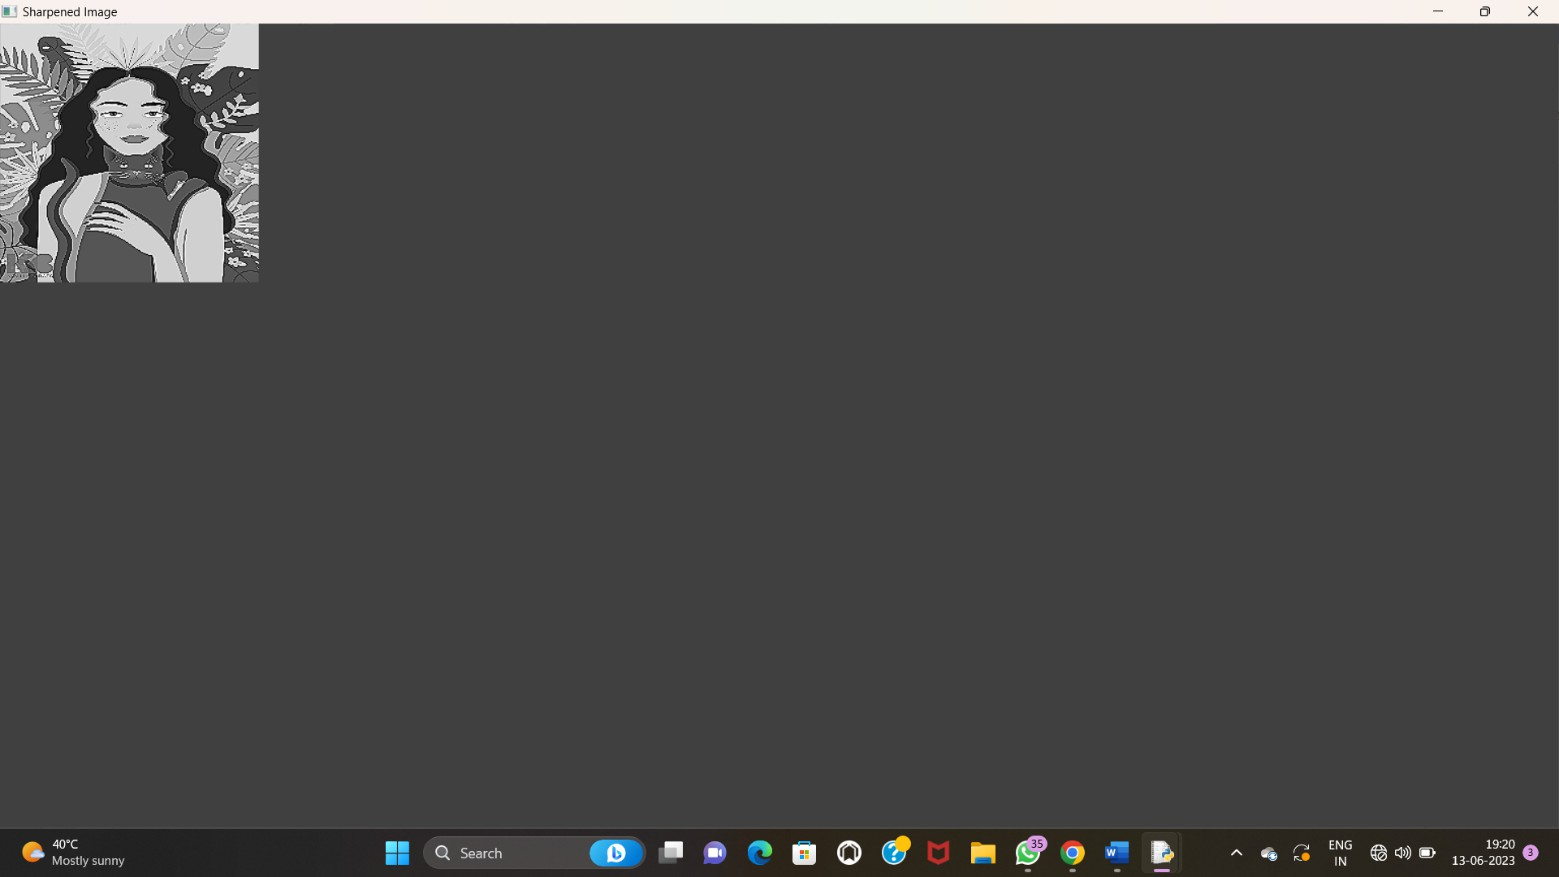 Sharpened Image
40°C
Mostly sunny
Search
35
ENG
IN
19:20
13-06-2023
3